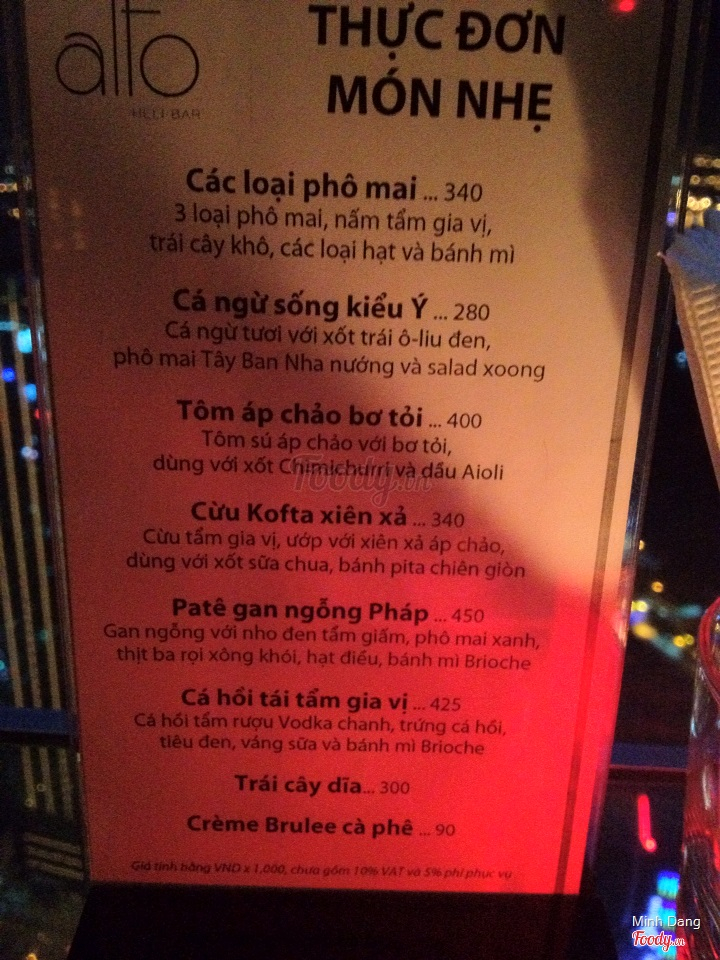 alto
HELI BAR
THỰC ĐƠN
MÓN NHẸ
Các loại phô mai ... 340
3 loại phô mai, nấm tẩm gia vị,
trái cây khô, các loại hạt và bánh mì
Cá ngừ sống kiểu Ý ... 280
Cá ngừ tươi với xốt trái ô-liu đen,
phô mai Tây Ban Nha nướng và salad xoong
Tôm áp chảo bơ tỏi ... 400
Tôm sú áp chảo với bơ tỏi,
dùng với xốt Chimichurri và dầu Aioli
Foody.vn
Cừu Kofta xiên xả ... 340
Cừu tẩm gia vị, ướp với xiên xả áp chảo,
dùng với xốt sữa chua, bánh pita chiên giòn
Patê gan ngỗng Pháp ... 450
Gan ngỗng với nho đen tẩm giấm, phô mai xanh,
thịt ba rọi xông khói, hạt điều, bánh mì Brioche
Cá hồi tái tẩm gia vị ... 425
Cá hồi tẩm rượu Vodka chanh, trứng cá hồi,
tiêu đen, váng sữa và bánh mì Brioche
Trái cây dĩa... 300
Crème Brulee cà phê ... 90
Giá tính bằng VND x 1,000, chưa gồm 10% VAT và 5% phí phục vụ
Minh Dang
Foody.vn